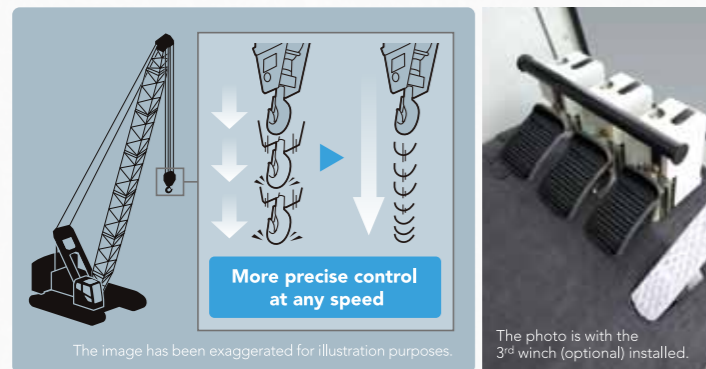 More precise control
at any speed
The image has been exaggerated for illustration purposes.
The photo is with the
3rd winch (optional) installed.